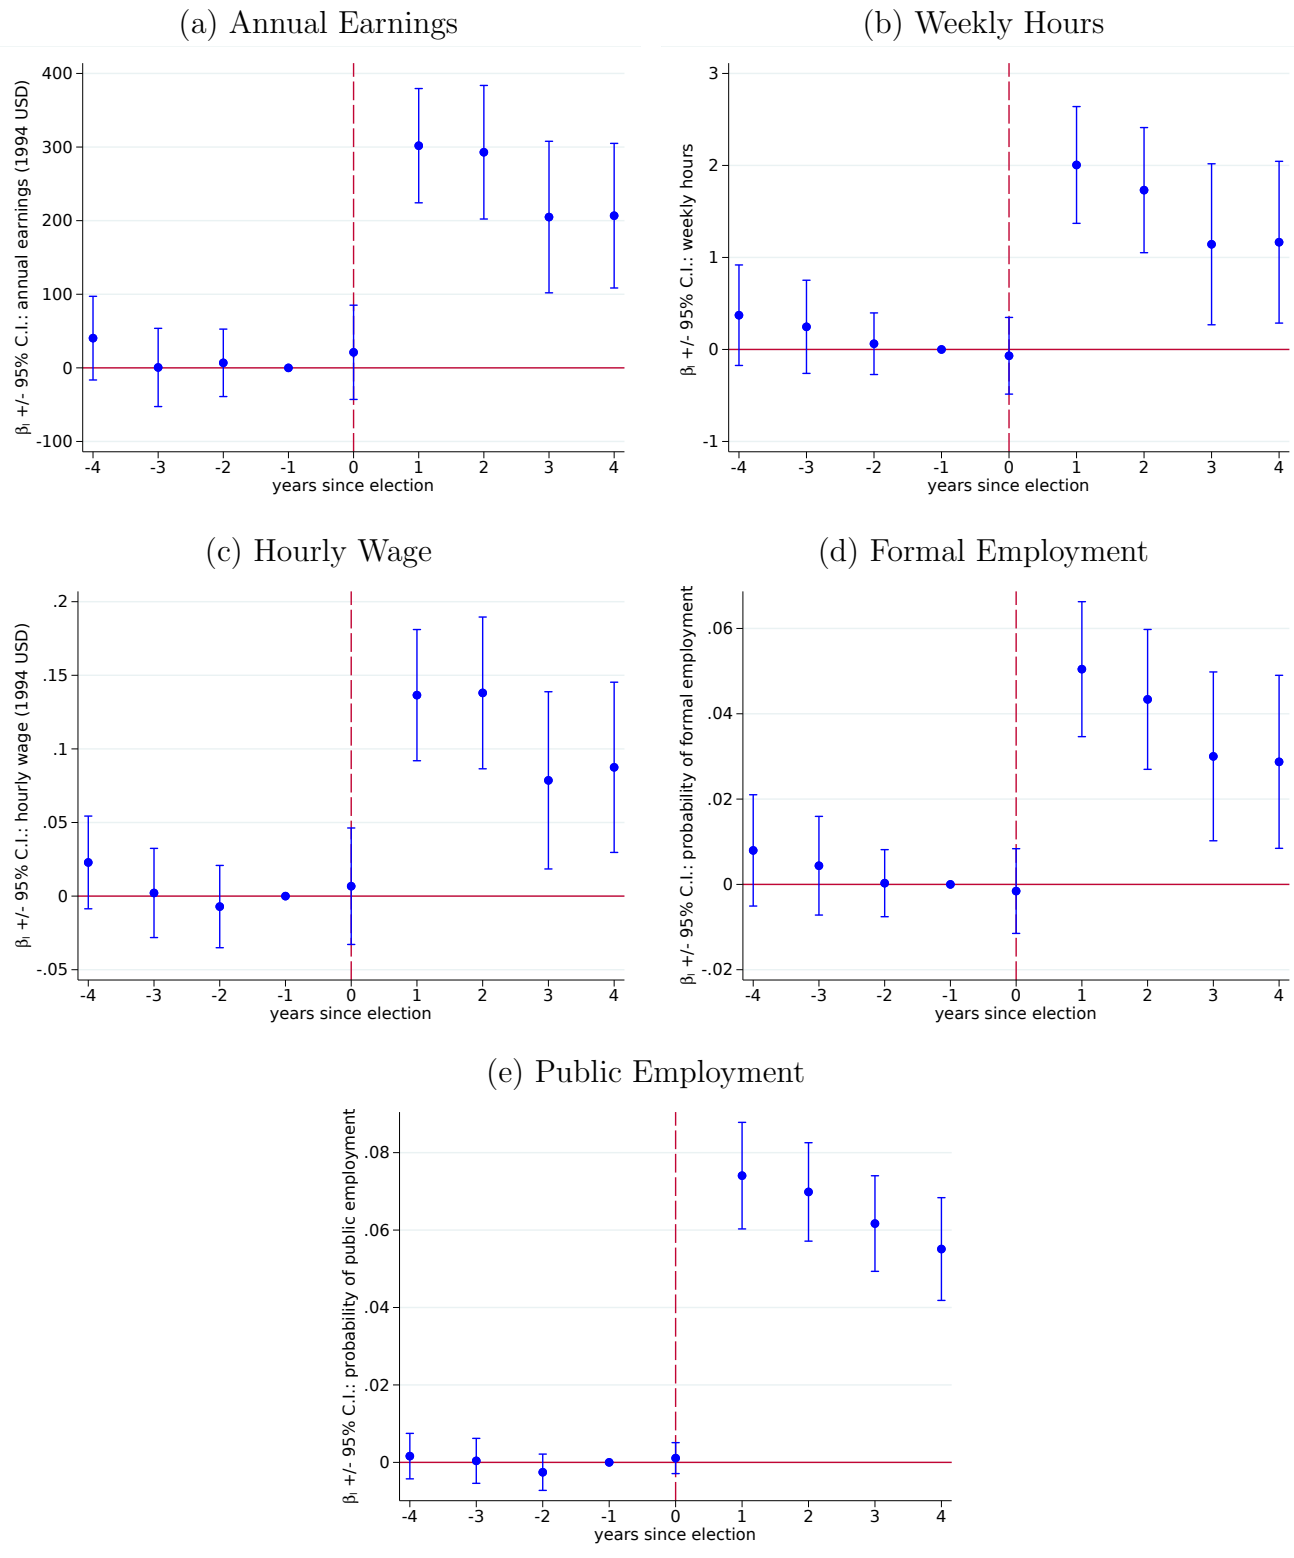 (a) Annual Earnings
β_l +/- 95% C.I.: annual earnings (1994 USD)
400
300
200
100
0
-100
-4 -3 -2 -1 0 1 2 3 4
years since election
(b) Weekly Hours
β_l +/- 95% C.I.: weekly hours
3
2
1
0
-1
-4 -3 -2 -1 0 1 2 3 4
years since election
(c) Hourly Wage
β_l +/- 95% C.I.: hourly wage (1994 USD)
.2
.15
.1
.05
0
-.05
-4 -3 -2 -1 0 1 2 3 4
years since election
(d) Formal Employment
β_l +/- 95% C.I.: probability of formal employment
.06
.04
.02
0
-.02
-4 -3 -2 -1 0 1 2 3 4
years since election
(e) Public Employment
β_l +/- 95% C.I.: probability of public employment
.08
.06
.04
.02
0
-4 -3 -2 -1 0 1 2 3 4
years since election